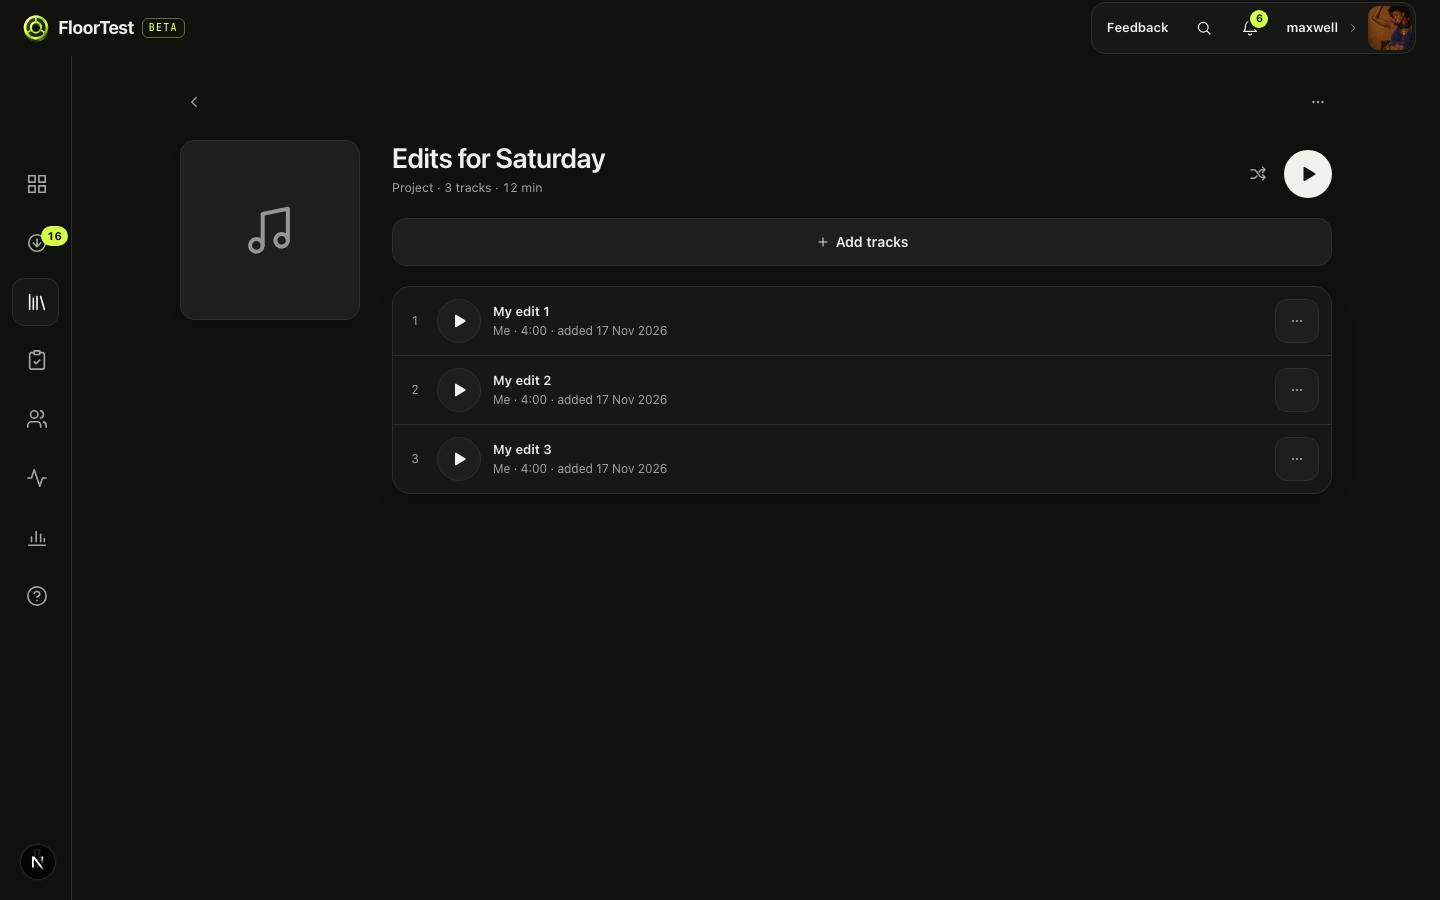 FloorTest BETA
Feedback
6
maxwell
16
Edits for Saturday
Project · 3 tracks · 12 min
+ Add tracks
1
My edit 1
Me · 4:00 · added 17 Nov 2026
2
My edit 2
Me · 4:00 · added 17 Nov 2026
3
My edit 3
Me · 4:00 · added 17 Nov 2026
N